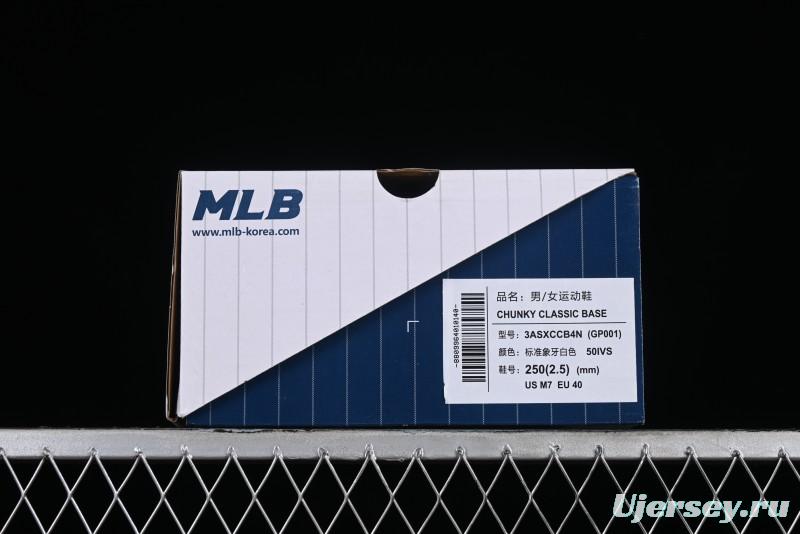 MLB
www.mlb-korea.com
品名：男/女运动鞋
CHUNKY CLASSIC BASE
型号：3ASXCCB4N (GP001)
颜色：标准象牙白色 50IVS
鞋号：250(2.5) (mm)
US M7 EU 40
-8809964010140-
Ujersey.ru